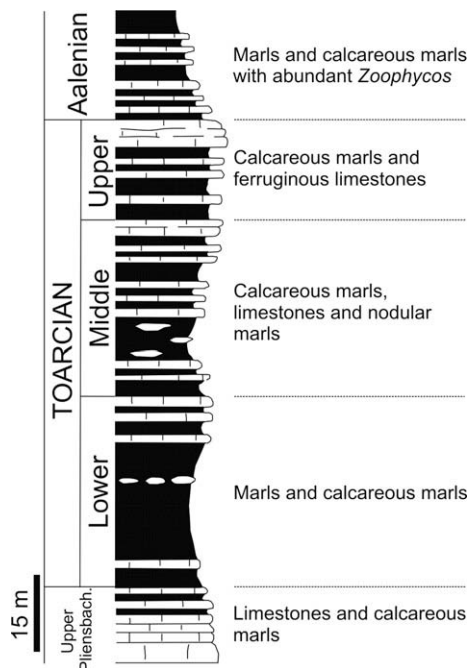 Aalenian
Marls and calcareous marls
with abundant Zoophycos
TOARCIAN
Upper
Calcareous marls and
ferruginous limestones
Middle
Calcareous marls,
limestones and nodular
marls
Lower
Marls and calcareous marls
15 m
Upper
Pliensbach.
Limestones and calcareous
marls